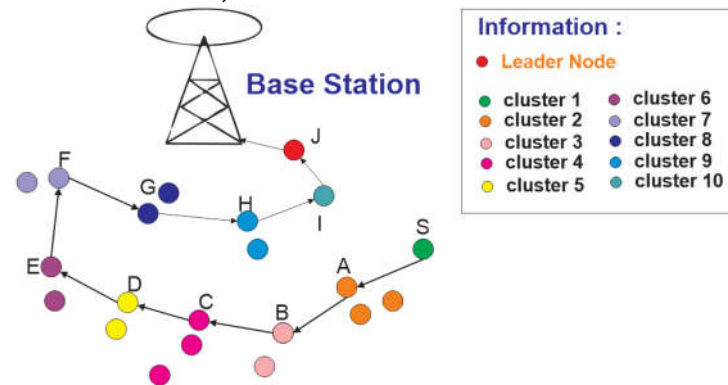 Information :
Leader Node
cluster 1
cluster 6
cluster 2
cluster 7
cluster 3
cluster 8
cluster 4
cluster 9
cluster 5
cluster 10
Base Station
J
F
G
H
I
S
E
D
C
B
A